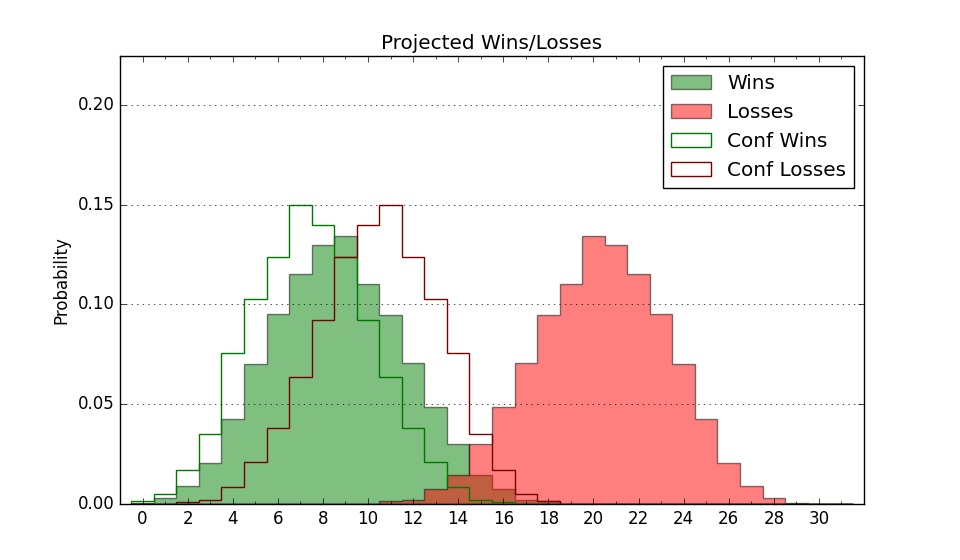 Projected Wins/Losses
Wins
Losses
Conf Wins
Conf Losses
Probability
0.20
0.15
0.10
0.05
0.00
0 2 4 6 8 10 12 14 16 18 20 22 24 26 28 30